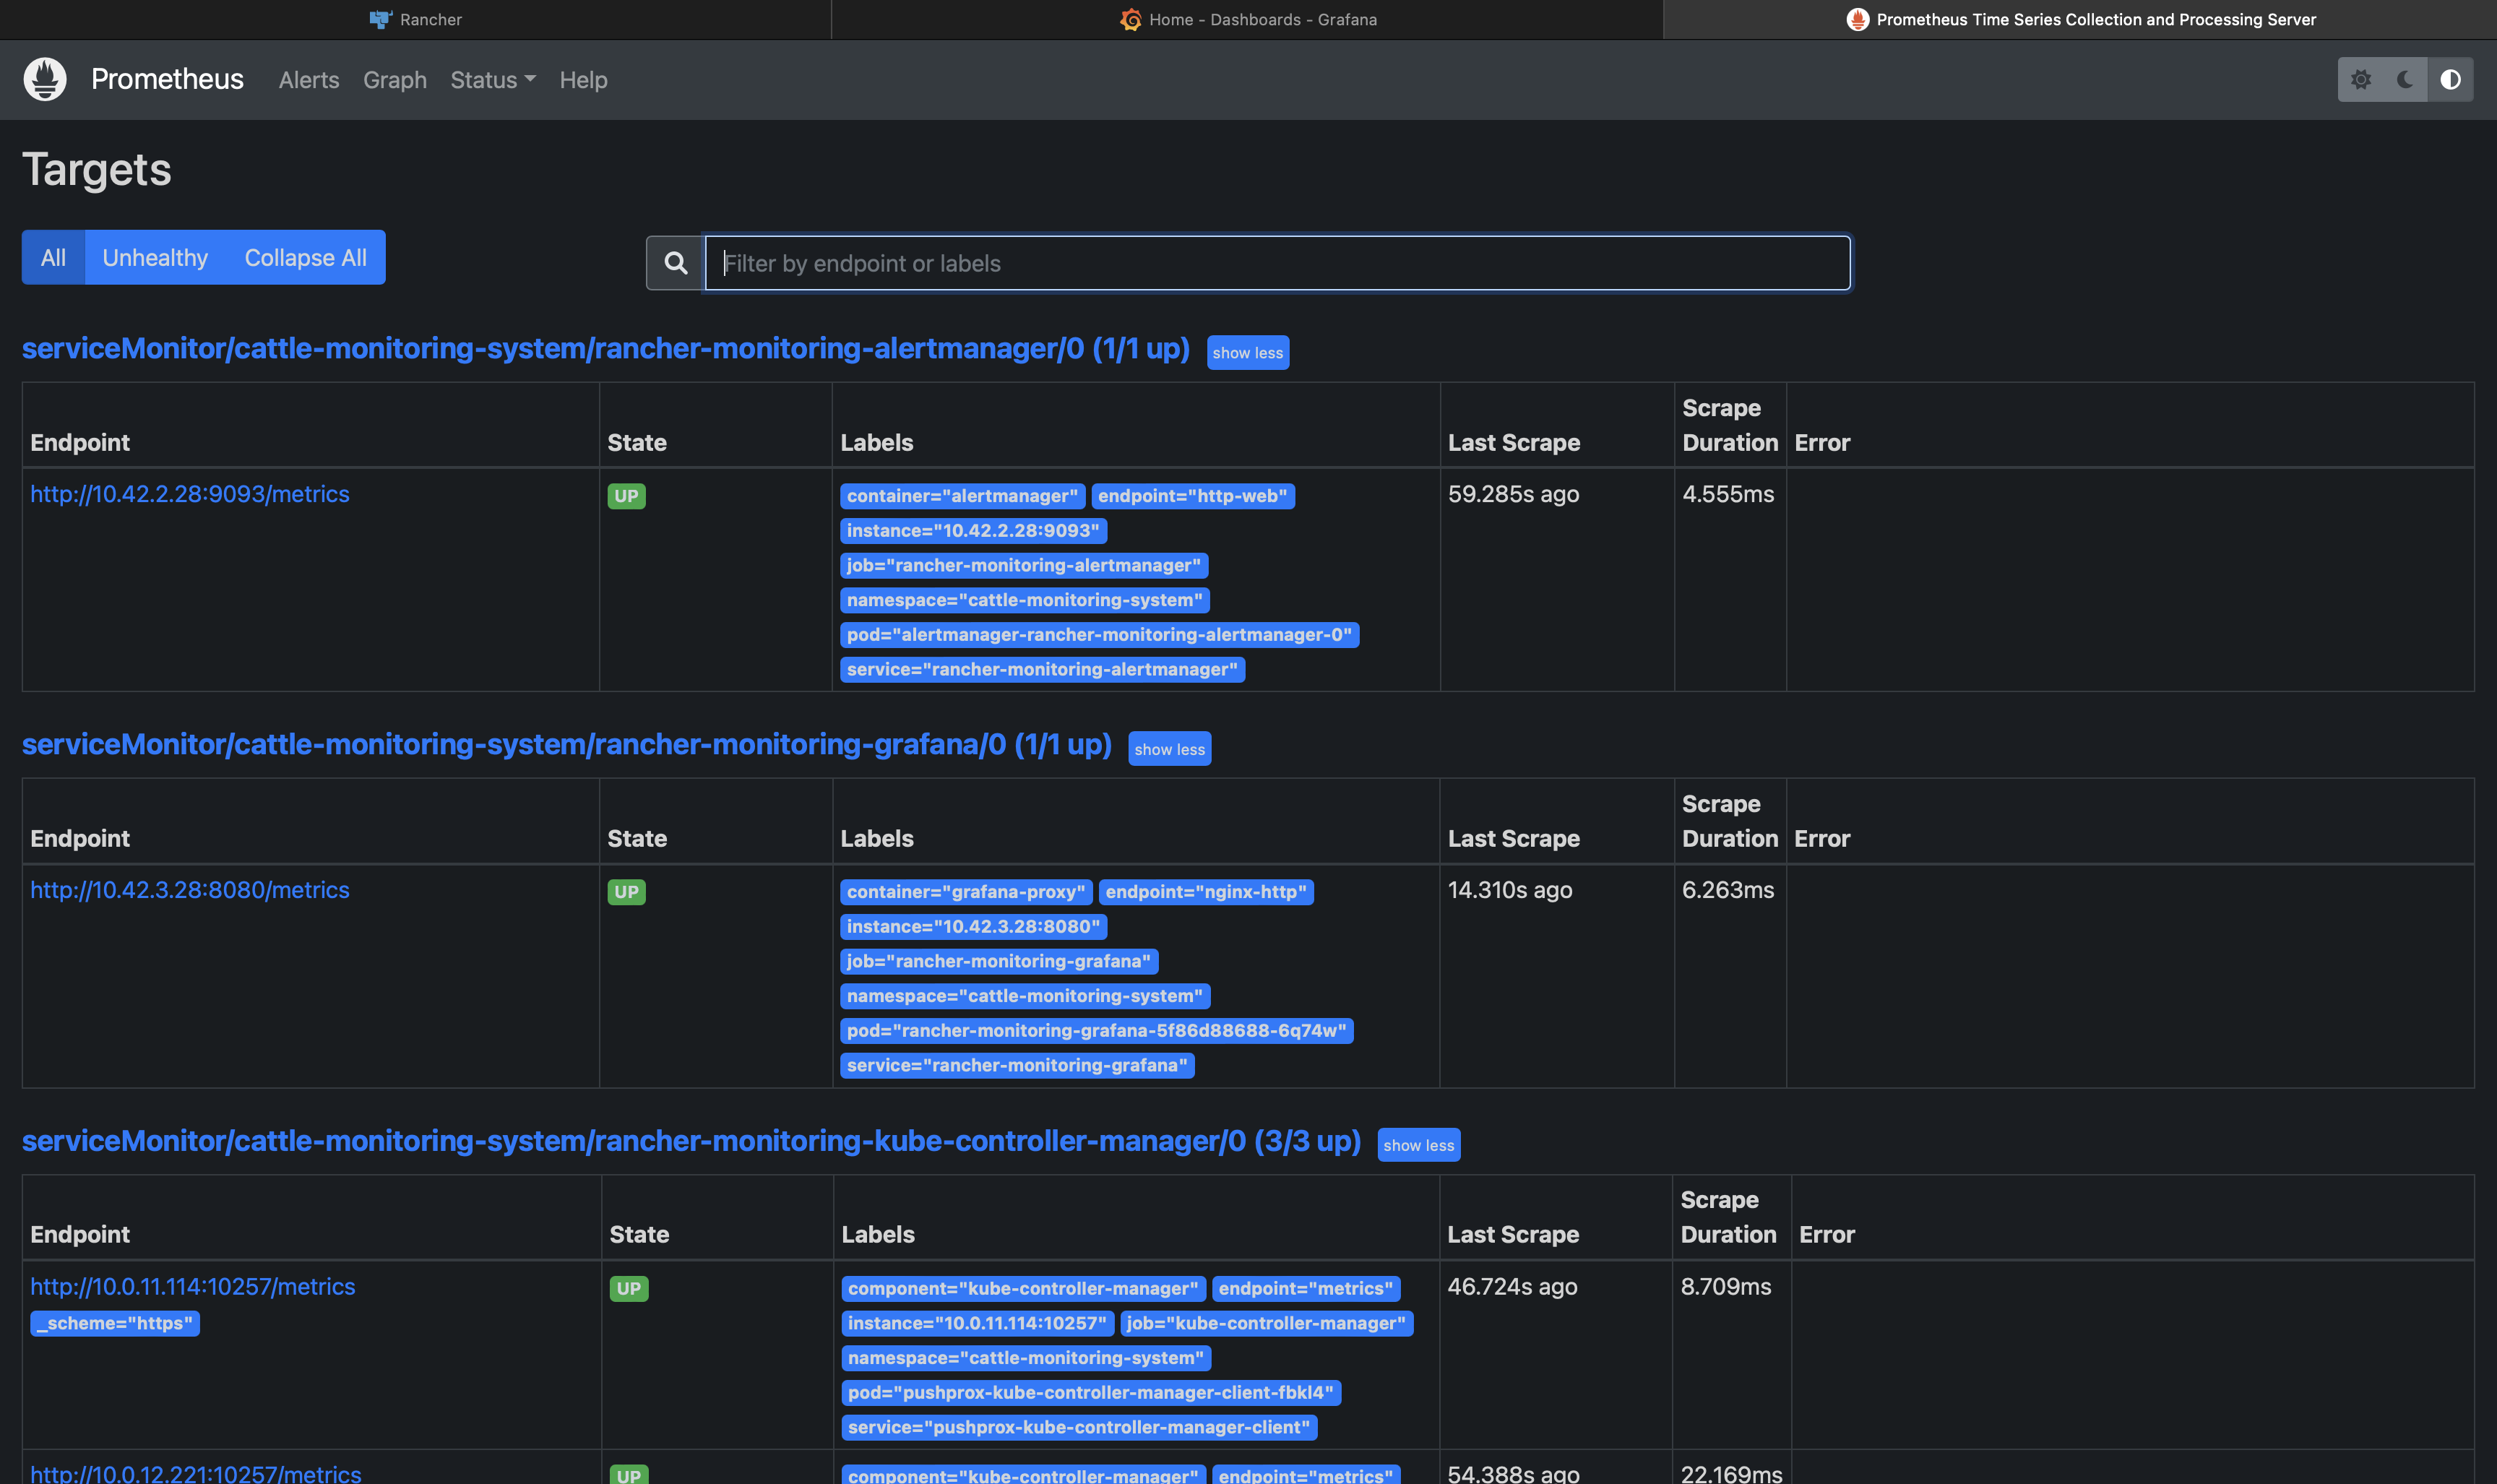 Rancher
Home - Dashboards - Grafana
Prometheus Time Series Collection and Processing Server
Prometheus Alerts Graph Status Help
Targets
All Unhealthy Collapse All
Filter by endpoint or labels
serviceMonitor/cattle-monitoring-system/rancher-monitoring-alertmanager/0 (1/1 up) show less
Endpoint State Labels Last Scrape Scrape Duration Error
http://10.42.2.28:9093/metrics UP container="alertmanager" endpoint="http-web" 59.285s ago 4.555ms
instance="10.42.2.28:9093"
job="rancher-monitoring-alertmanager"
namespace="cattle-monitoring-system"
pod="alertmanager-rancher-monitoring-alertmanager-0"
service="rancher-monitoring-alertmanager"
serviceMonitor/cattle-monitoring-system/rancher-monitoring-grafana/0 (1/1 up) show less
Endpoint State Labels Last Scrape Scrape Duration Error
http://10.42.3.28:8080/metrics UP container="grafana-proxy" endpoint="nginx-http" 14.310s ago 6.263ms
instance="10.42.3.28:8080"
job="rancher-monitoring-grafana"
namespace="cattle-monitoring-system"
pod="rancher-monitoring-grafana-5f86d88688-6q74w"
service="rancher-monitoring-grafana"
serviceMonitor/cattle-monitoring-system/rancher-monitoring-kube-controller-manager/0 (3/3 up) show less
Endpoint State Labels Last Scrape Scrape Duration Error
http://10.0.11.114:10257/metrics UP component="kube-controller-manager" endpoint="metrics" 46.724s ago 8.709ms
_scheme="https" instance="10.0.11.114:10257" job="kube-controller-manager"
namespace="cattle-monitoring-system"
pod="pushprox-kube-controller-manager-client-fbkl4"
service="pushprox-kube-controller-manager-client"
http://10.0.12.221:10257/metrics UP component="kube-controller-manager" endpoint="metrics" 54.388s ago 22.169ms